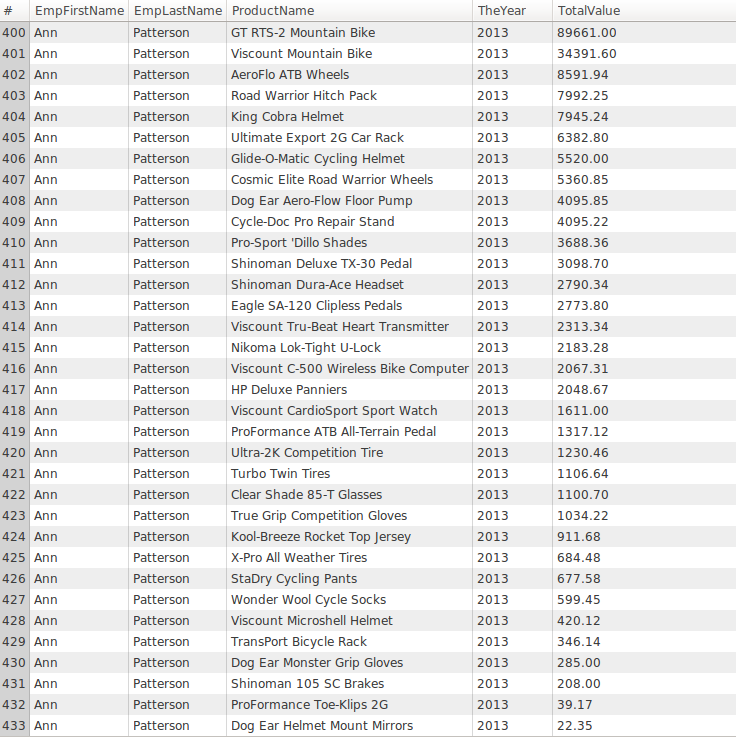 # EmpFirstName EmpLastName ProductName TheYear TotalValue
400 Ann Patterson GT RTS-2 Mountain Bike 2013 89661.00
401 Ann Patterson Viscount Mountain Bike 2013 34391.60
402 Ann Patterson AeroFlo ATB Wheels 2013 8591.94
403 Ann Patterson Road Warrior Hitch Pack 2013 7992.25
404 Ann Patterson King Cobra Helmet 2013 7945.24
405 Ann Patterson Ultimate Export 2G Car Rack 2013 6382.80
406 Ann Patterson Glide-O-Matic Cycling Helmet 2013 5520.00
407 Ann Patterson Cosmic Elite Road Warrior Wheels 2013 5360.85
408 Ann Patterson Dog Ear Aero-Flow Floor Pump 2013 4095.85
409 Ann Patterson Cycle-Doc Pro Repair Stand 2013 4095.22
410 Ann Patterson Pro-Sport 'Dillo Shades 2013 3688.36
411 Ann Patterson Shinoman Deluxe TX-30 Pedal 2013 3098.70
412 Ann Patterson Shinoman Dura-Ace Headset 2013 2790.34
413 Ann Patterson Eagle SA-120 Clipless Pedals 2013 2773.80
414 Ann Patterson Viscount Tru-Beat Heart Transmitter 2013 2313.34
415 Ann Patterson Nikoma Lok-Tight U-Lock 2013 2183.28
416 Ann Patterson Viscount C-500 Wireless Bike Computer 2013 2067.31
417 Ann Patterson HP Deluxe Panniers 2013 2048.67
418 Ann Patterson Viscount CardioSport Sport Watch 2013 1611.00
419 Ann Patterson ProFormance ATB All-Terrain Pedal 2013 1317.12
420 Ann Patterson Ultra-2K Competition Tire 2013 1230.46
421 Ann Patterson Turbo Twin Tires 2013 1106.64
422 Ann Patterson Clear Shade 85-T Glasses 2013 1100.70
423 Ann Patterson True Grip Competition Gloves 2013 1034.22
424 Ann Patterson Kool-Breeze Rocket Top Jersey 2013 911.68
425 Ann Patterson X-Pro All Weather Tires 2013 684.48
426 Ann Patterson StaDry Cycling Pants 2013 677.58
427 Ann Patterson Wonder Wool Cycle Socks 2013 599.45
428 Ann Patterson Viscount Microshell Helmet 2013 420.12
429 Ann Patterson TransPort Bicycle Rack 2013 346.14
430 Ann Patterson Dog Ear Monster Grip Gloves 2013 285.00
431 Ann Patterson Shinoman 105 SC Brakes 2013 208.00
432 Ann Patterson ProFormance Toe-Klips 2G 2013 39.17
433 Ann Patterson Dog Ear Helmet Mount Mirrors 2013 22.35